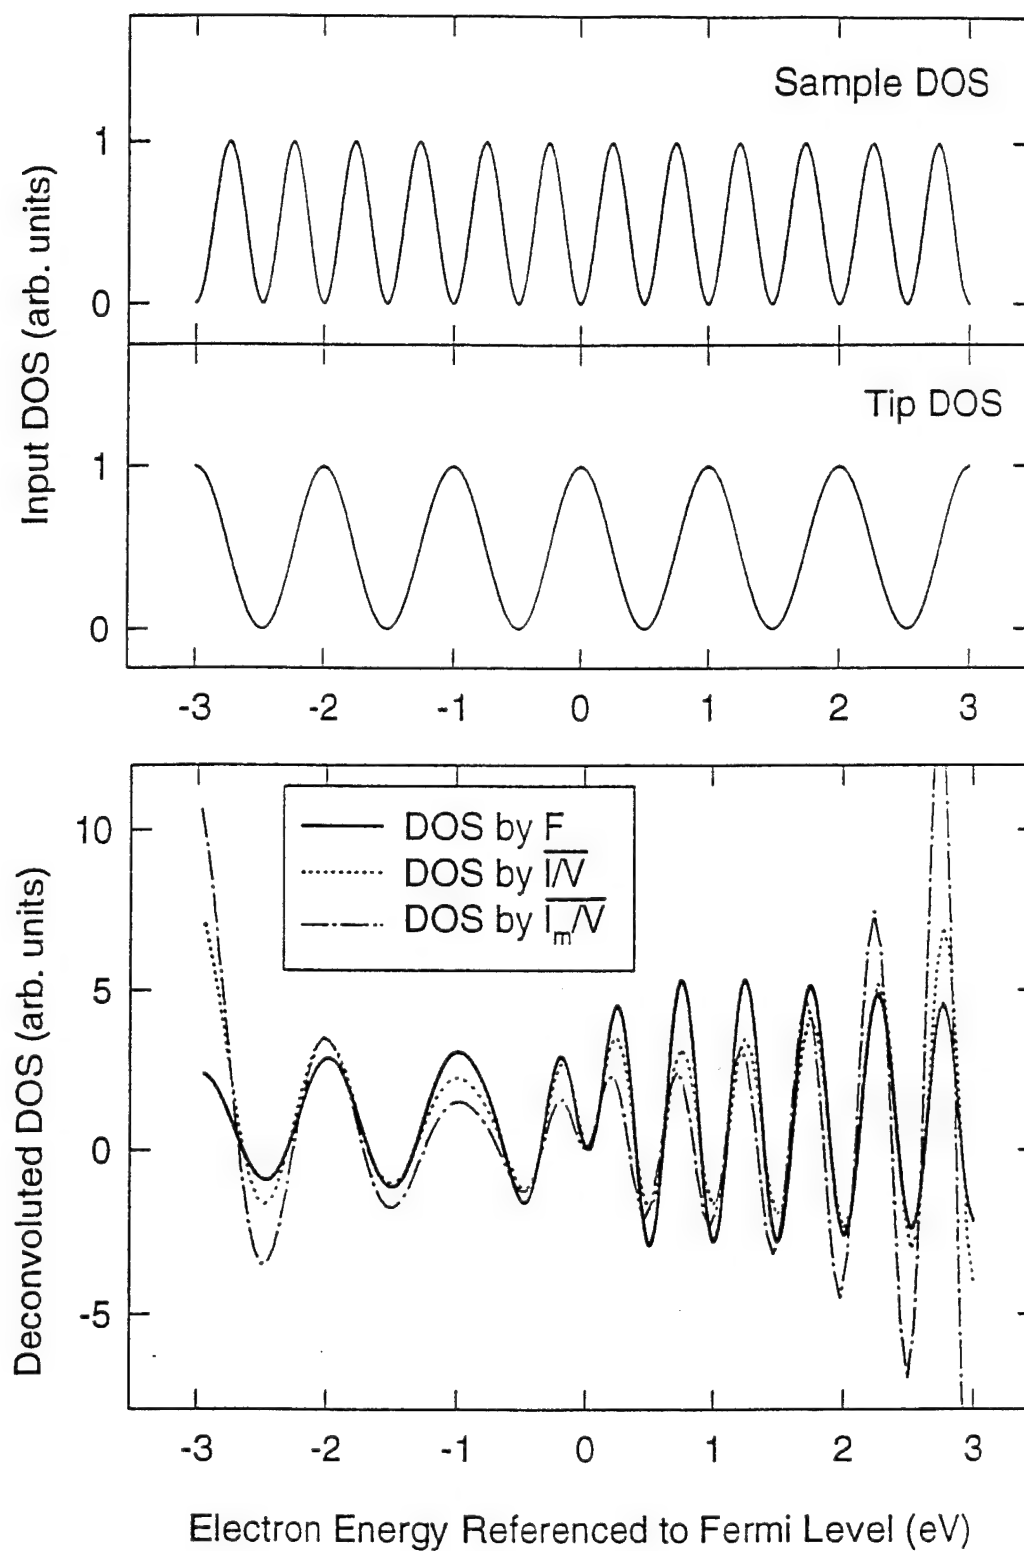 Sample DOS
1
0
Input DOS (arb. units)
Tip DOS
1
0
-3 -2 -1 0 1 2 3
DOS by F
DOS by I/V
DOS by I_m/V
10
5
0
-5
Deconvoluted DOS (arb. units)
-3 -2 -1 0 1 2 3
Electron Energy Referenced to Fermi Level (eV)